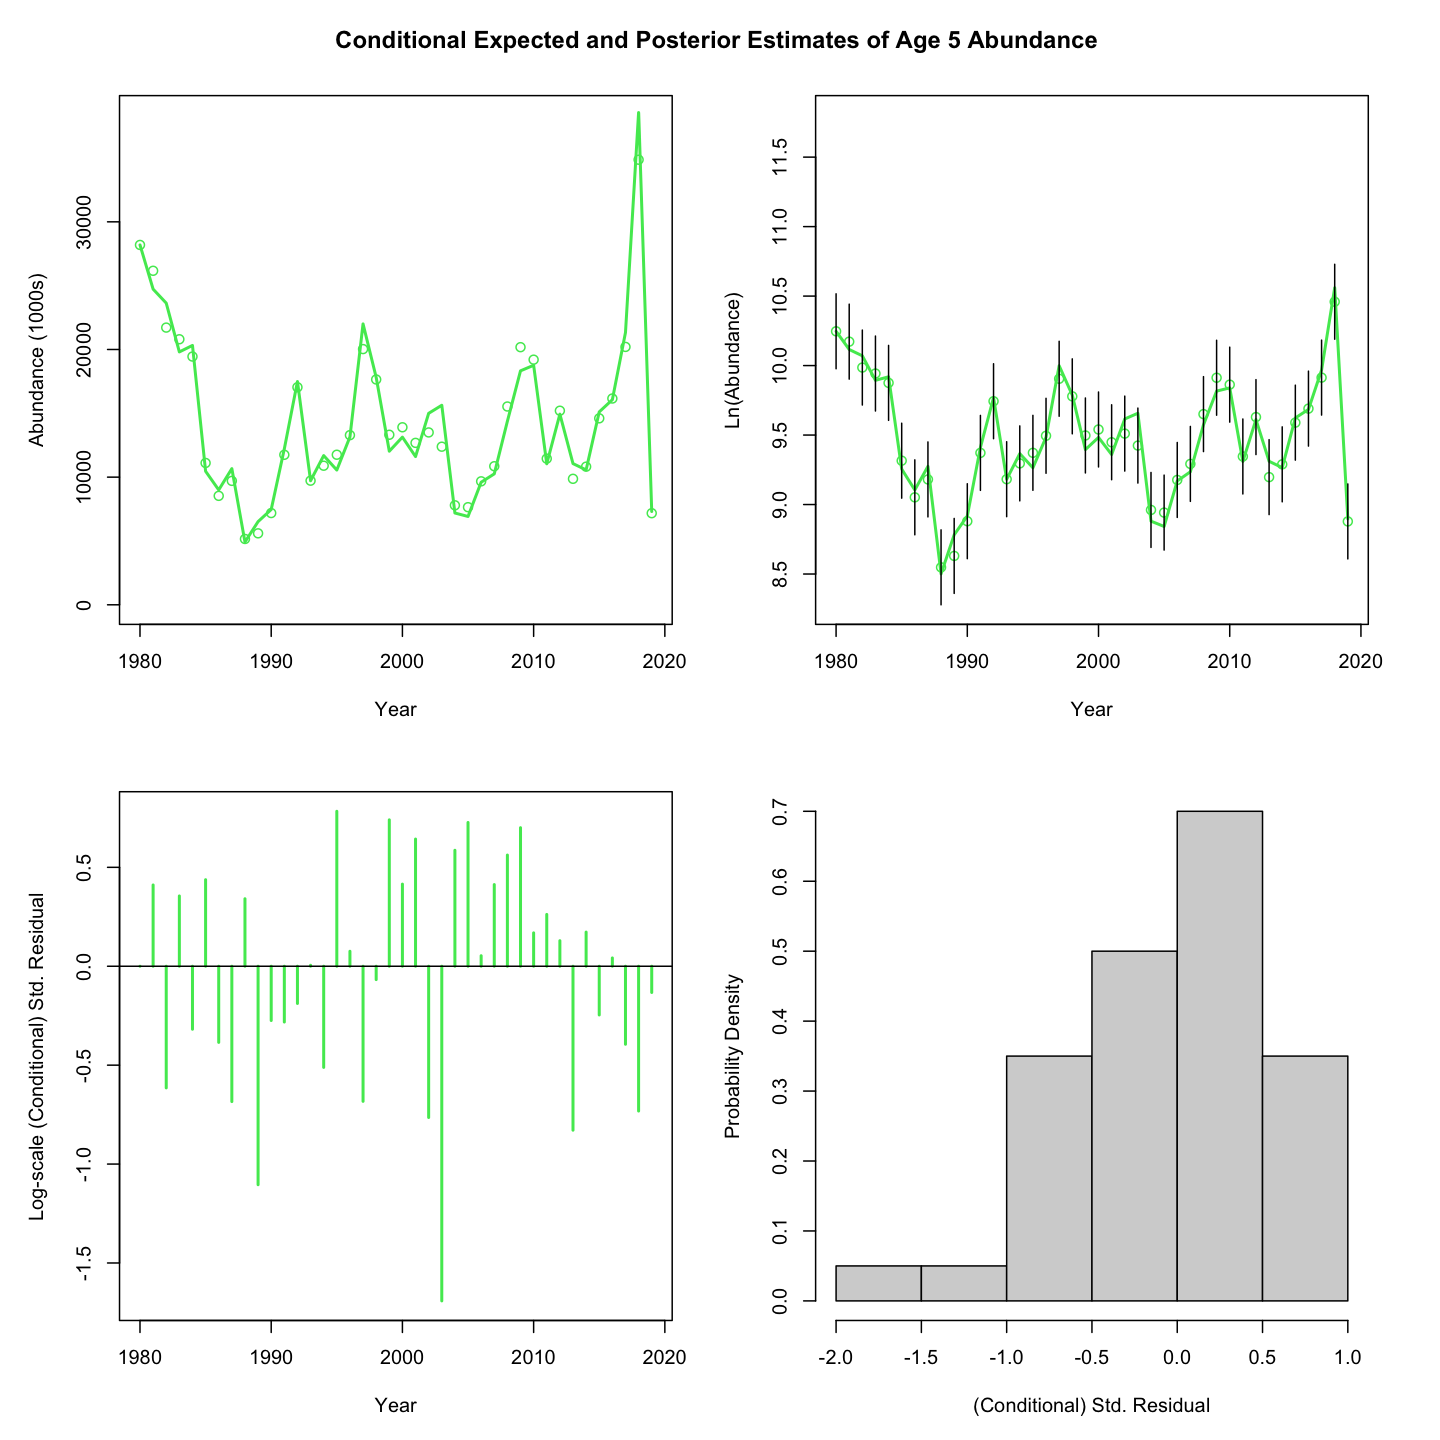 Conditional Expected and Posterior Estimates of Age 5 Abundance
Abundance (1000s)
30000
20000
10000
0
1980 1990 2000 2010 2020
Year
Ln(Abundance)
11.5
11.0
10.5
10.0
9.5
9.0
8.5
1980 1990 2000 2010 2020
Year
Log-scale (Conditional) Std. Residual
0.5
0.0
-0.5
-1.0
-1.5
1980 1990 2000 2010 2020
Year
Probability Density
0.7
0.6
0.5
0.4
0.3
0.2
0.1
0.0
-2.0 -1.5 -1.0 -0.5 0.0 0.5 1.0
(Conditional) Std. Residual